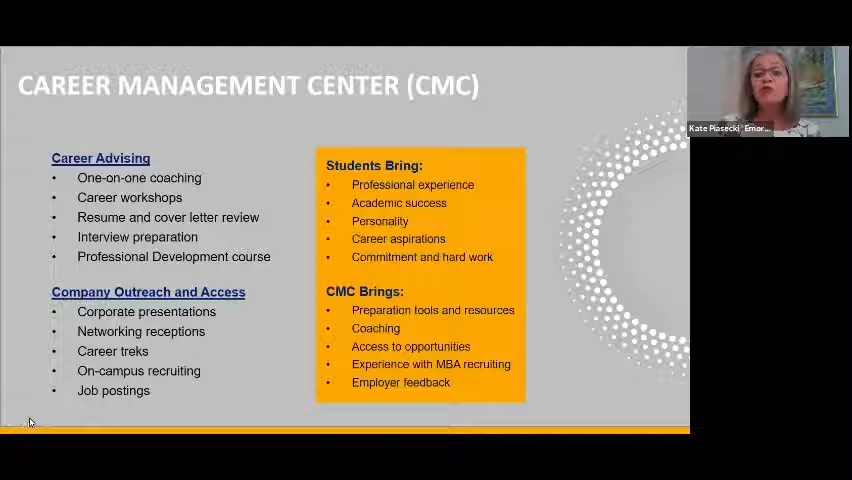 CAREER MANAGEMENT CENTER (CMC)
Kate Piasecki "Emor...
Career Advising
• One-on-one coaching
• Career workshops
• Resume and cover letter review
• Interview preparation
• Professional Development course
Company Outreach and Access
• Corporate presentations
• Networking receptions
• Career treks
• On-campus recruiting
• Job postings
Students Bring:
• Professional experience
• Academic success
• Personality
• Career aspirations
• Commitment and hard work
CMC Brings:
• Preparation tools and resources
• Coaching
• Access to opportunities
• Experience with MBA recruiting
• Employer feedback